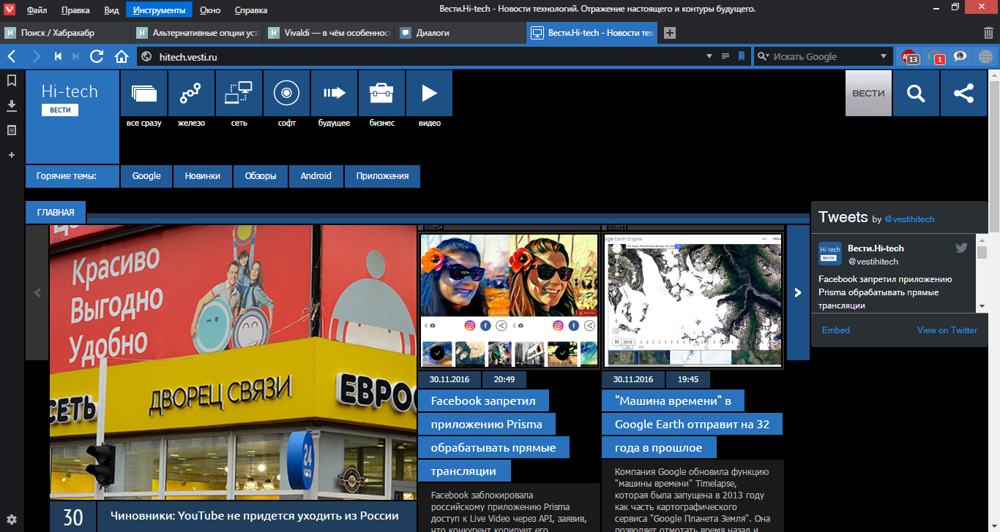 Файл Правка Вид Инструменты Окно Справка
Вести.Hi-tech - Новости технологий. Отражение настоящего и контуры будущего.
Поиск / Хабрахабр
Альтернативные опции уст
Vivaldi — в чём особеннос
Диалоги
Вести.Hi-tech - Новости тех
hitech.vesti.ru
Искать Google
13
1
Hi-tech
ВЕСТИ
все сразу
железо
сеть
софт
будущее
бизнес
видео
ВЕСТИ
Горячие темы:
Google
Новинки
Обзоры
Android
Приложения
ГЛАВНАЯ
Красиво
Выгодно
Удобно
СЕТЬ
ДВОРЕЦ СВЯЗИ
ЕВРО
24
часа
30
Чиновники: YouTube не придется уходить из России
010554
100%
30.11.2016
20:49
Facebook запретил
приложению Prisma
обрабатывать прямые
трансляции
Facebook заблокировала
российскому приложению Prisma
доступ к Live Video через API, заявив,
что конкурент копирует его
010553
ogle Earth Engine
2016
30.11.2016
19:45
"Машина времени" в
Google Earth отправит на 32
года в прошлое
Компания Google обновила функцию
"машины времени" Timelapse,
которая была запущена в 2013 году
как часть картографического
сервиса "Google Планета Земля". Она
позволяет отмотать время назад и
Tweets by @vestihitech
Hi-tech
ВЕСТИ
Вести.Hi-tech
@vestihitech
Facebook запретил приложению
Prisma обрабатывать прямые
трансляции
Embed
View on Twitter